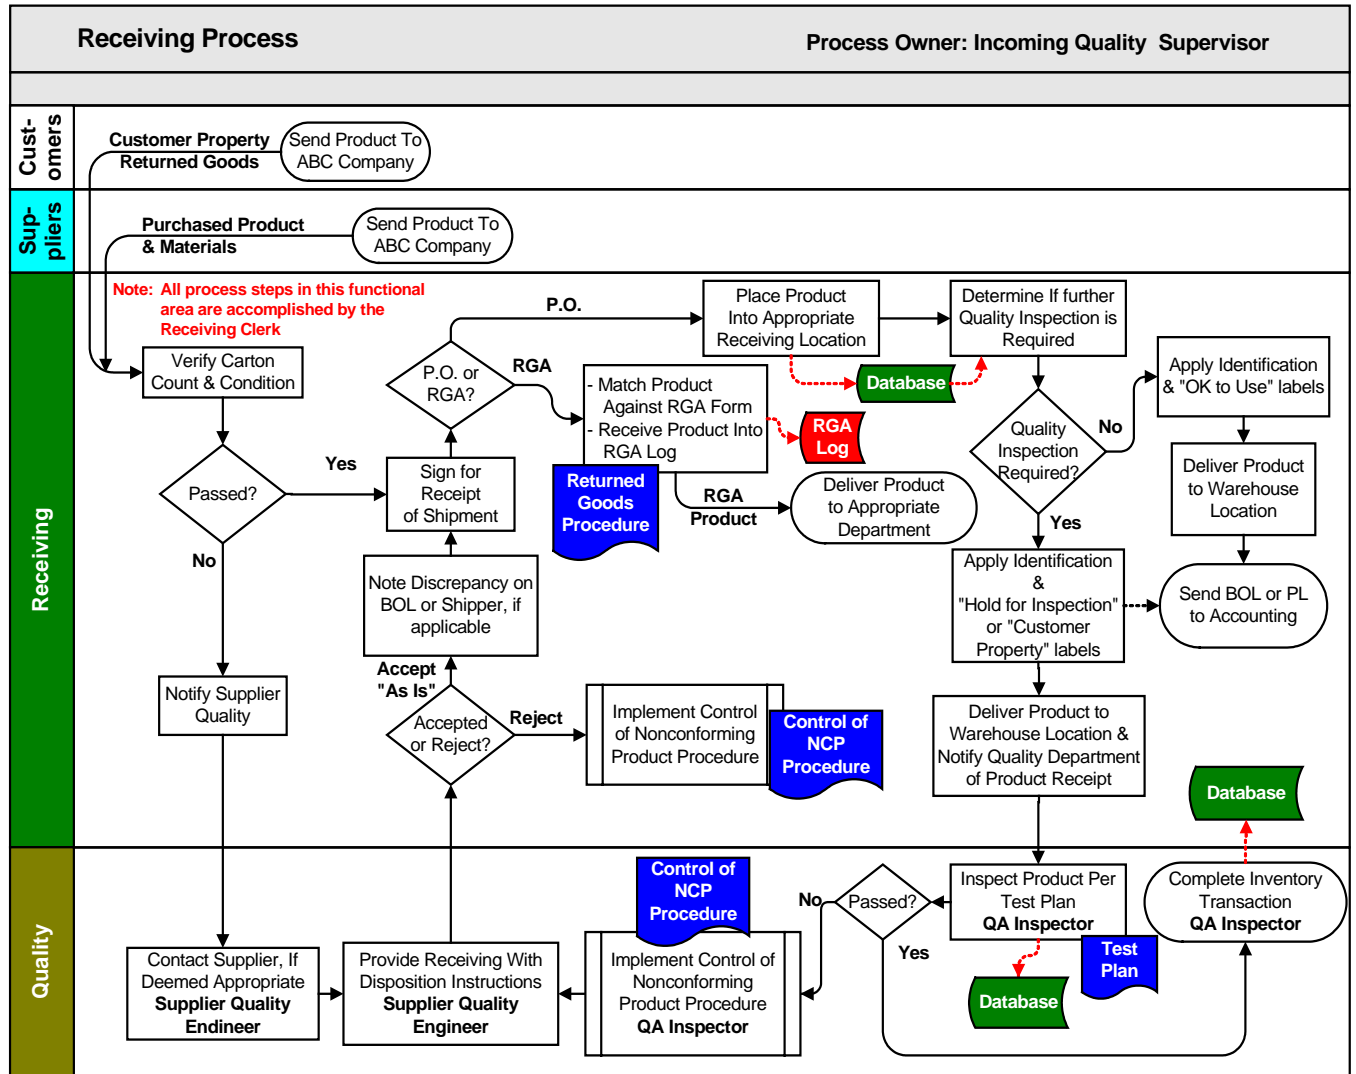 Receiving Process
Process Owner: Incoming Quality Supervisor
Cust-
omers
Customer Property
Returned Goods
Send Product To
ABC Company
Sup-
pliers
Purchased Product
& Materials
Send Product To
ABC Company
Receiving
Note: All process steps in this functional
area are accomplished by the
Receiving Clerk
Verify Carton
Count & Condition
Passed?
Yes
No
Notify Supplier
Quality
P.O. or
RGA?
P.O.
RGA
Sign for
Receipt
of Shipment
Note Discrepancy on
BOL or Shipper, if
applicable
Accept
"As Is"
Accepted
or Reject?
Reject
Implement Control
of Nonconforming
Product Procedure
Control of
NCP
Procedure
- Match Product
Against RGA Form
- Receive Product Into
RGA Log
Returned
Goods
Procedure
RGA
Log
RGA
Product
Deliver Product
to Appropriate
Department
Place Product
Into Appropriate
Receiving Location
Database
Determine If further
Quality Inspection is
Required
Quality
Inspection
Required?
No
Yes
Apply Identification
& "OK to Use" labels
Deliver Product
to Warehouse
Location
Send BOL or PL
to Accounting
Apply Identification
&
"Hold for Inspection"
or "Customer
Property" labels
Deliver Product to
Warehouse Location &
Notify Quality Department
of Product Receipt
Database
Quality
Contact Supplier, If
Deemed Appropriate
Supplier Quality
Endineer
Provide Receiving With
Disposition Instructions
Supplier Quality
Engineer
Control of
NCP
Procedure
Implement Control of
Nonconforming
Product Procedure
QA Inspector
No
Passed?
Yes
Inspect Product Per
Test Plan
QA Inspector
Test
Plan
Database
Complete Inventory
Transaction
QA Inspector